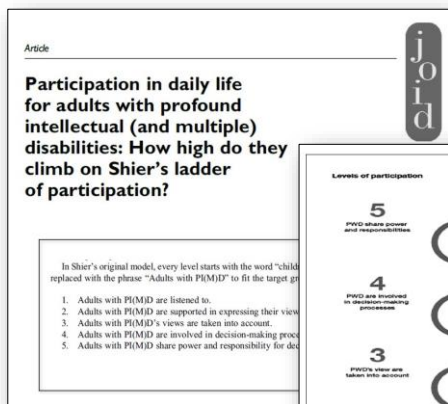 Article
joid
Participation in daily life
for adults with profound
intellectual (and multiple)
disabilities: How high do they
climb on Shier's ladder
of participation?
In Shier's original model, every level starts with the word
replaced with the phrase "Adults with PI(M)D" to fit the target
1. Adults with PI(M)D are listened to.
2. Adults with PI(M)D are supported in expressing their
3. Adults with PI(M)D's views are taken into account.
4. Adults with PI(M)D are involved in decision-making
5. Adults with PI(M)D share power and responsibility for
Levels of participation
5
PWD share power
and responsibilities
4
PWD are involved
in decision-making
processes
3
PWD's view are
taken into account